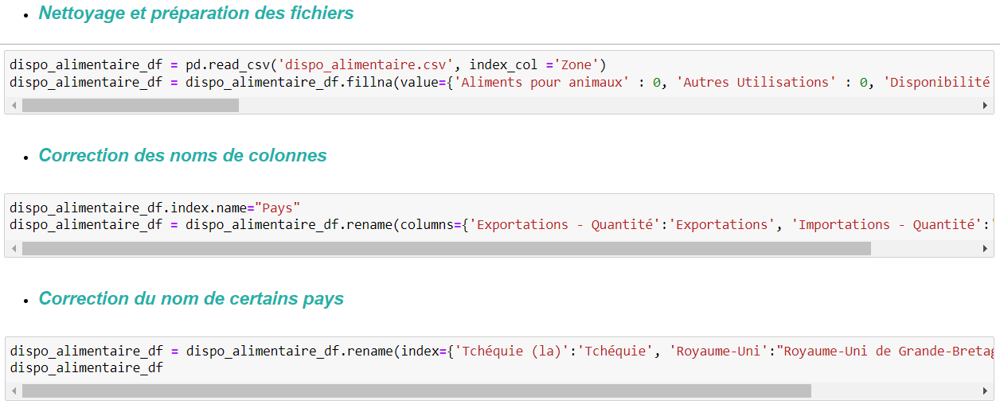 Nettoyage et préparation des fichiers
dispo_alimentaire_df = pd.read_csv('dispo_alimentaire.csv', index_col ='Zone')
dispo_alimentaire_df = dispo_alimentaire_df.fillna(value={'Aliments pour animaux' : 0, 'Autres Utilisations' : 0, 'Disponibilité
Correction des noms de colonnes
dispo_alimentaire_df.index.name="Pays"
dispo_alimentaire_df = dispo_alimentaire_df.rename(columns={'Exportations - Quantité':'Exportations', 'Importations - Quantité':'
Correction du nom de certains pays
dispo_alimentaire_df = dispo_alimentaire_df.rename(index={'Tchéquie (la)':'Tchéquie', 'Royaume-Uni':"Royaume-Uni de Grande-Bretag
dispo_alimentaire_df